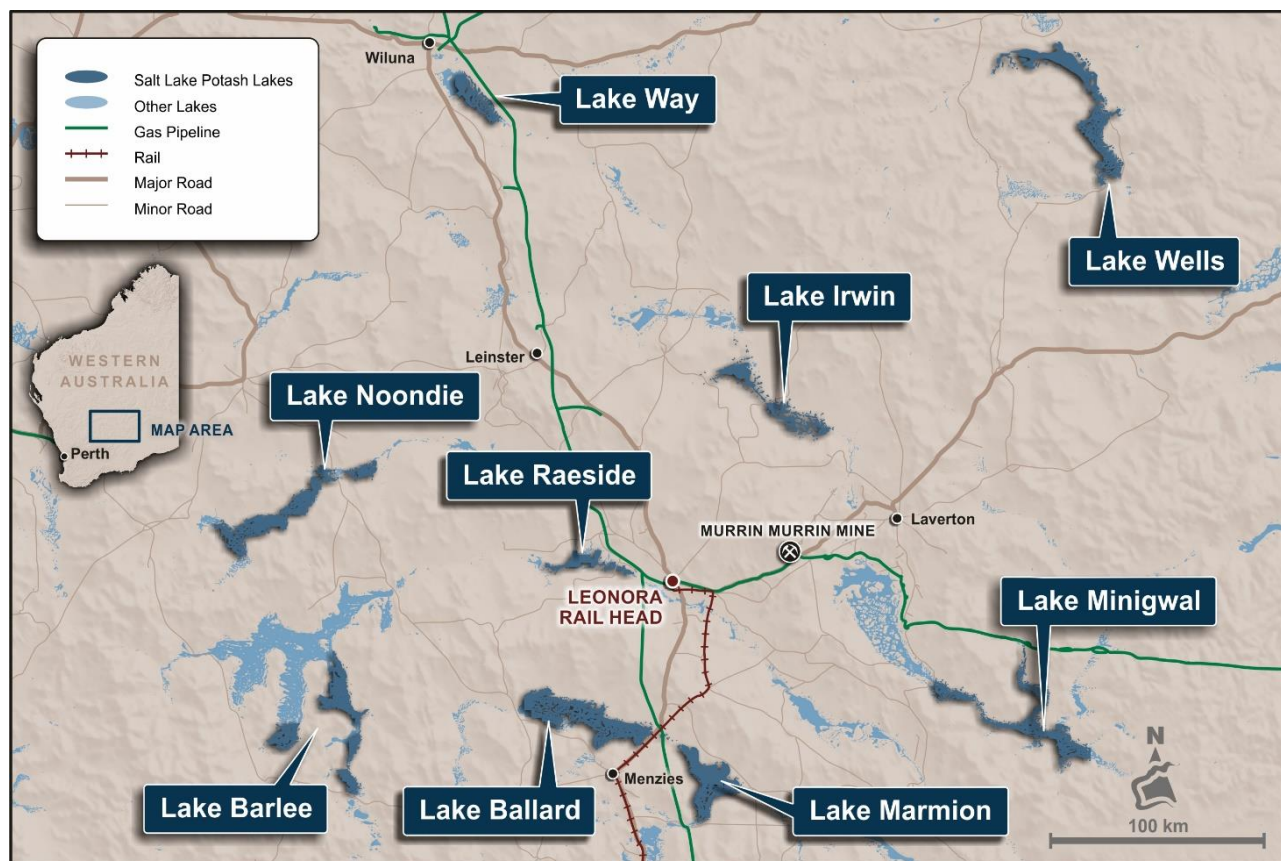 Salt Lake Potash Lakes
Other Lakes
Gas Pipeline
Rail
Major Road
Minor Road
Wiluna
Lake Way
Lake Wells
Lake Irwin
Leinster
WESTERN
AUSTRALIA
MAP AREA
Perth
Lake Noondie
Lake Raeside
MURRIN MURRIN MINE
Laverton
LEONORA
RAIL HEAD
Lake Minigwal
Lake Barlee
Lake Ballard
Menzies
Lake Marmion
N
100 km